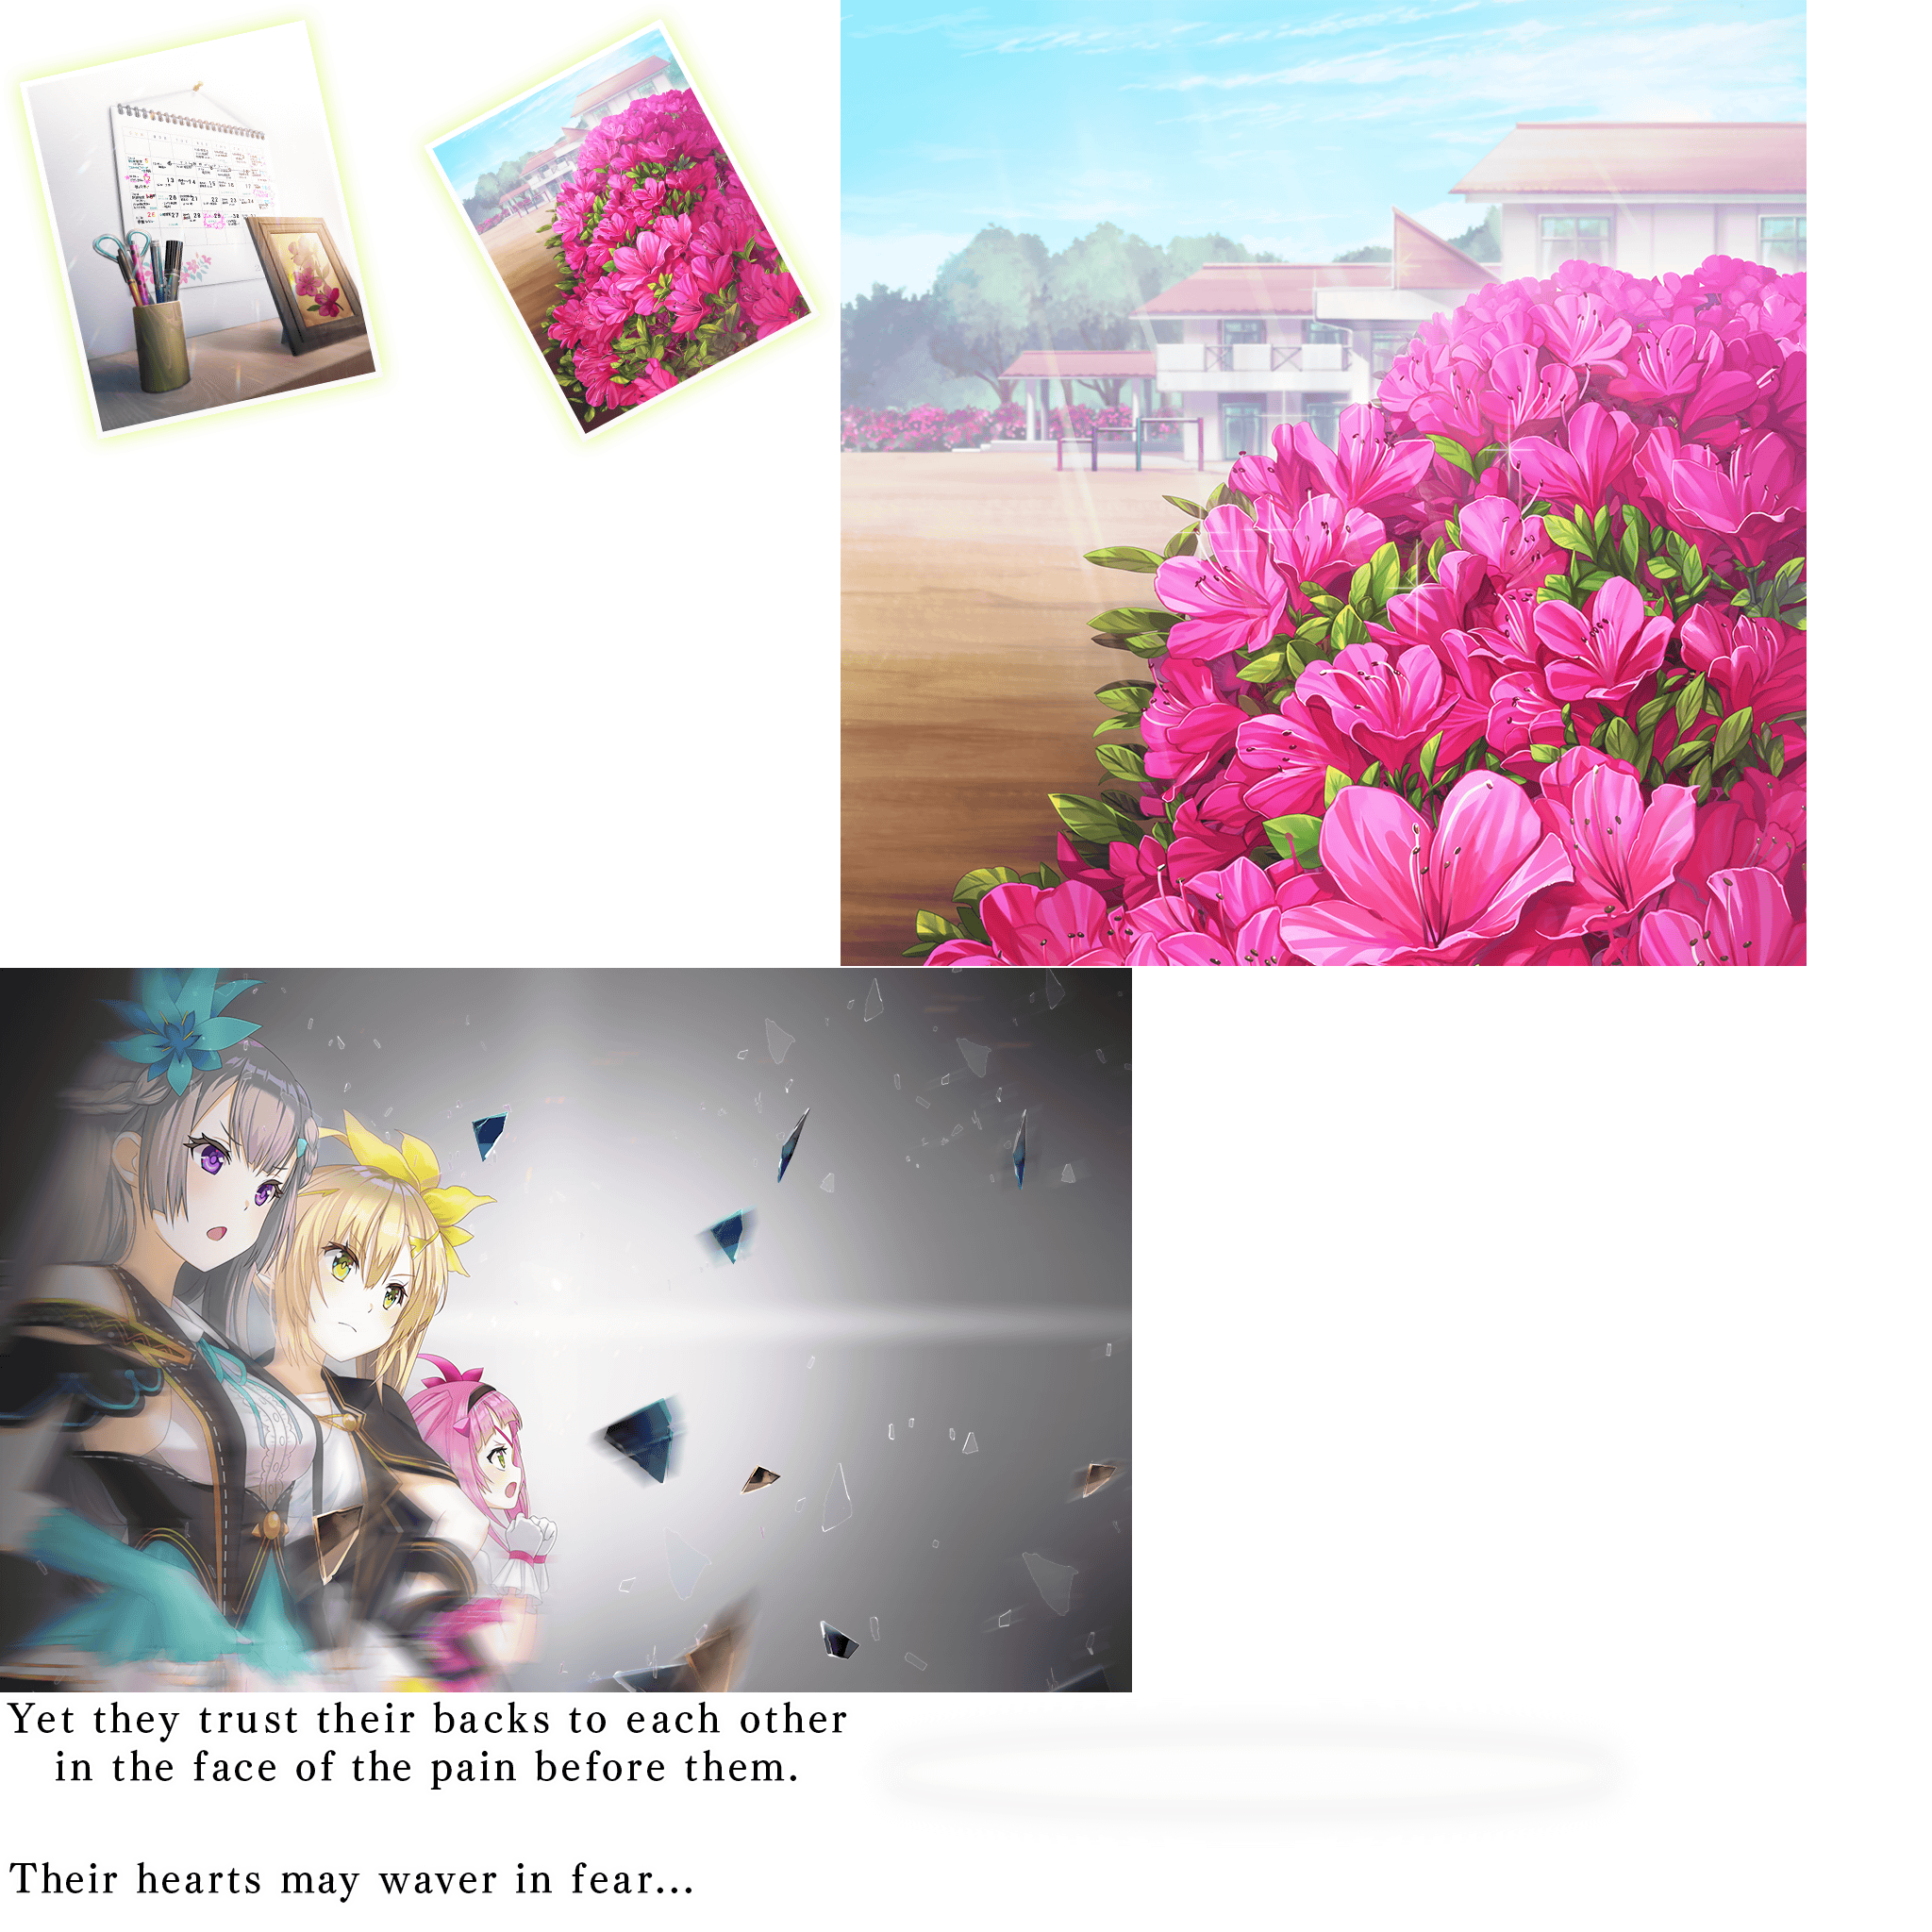 Yet they trust their backs to each other
in the face of the pain before them.
Their hearts may waver in fear...